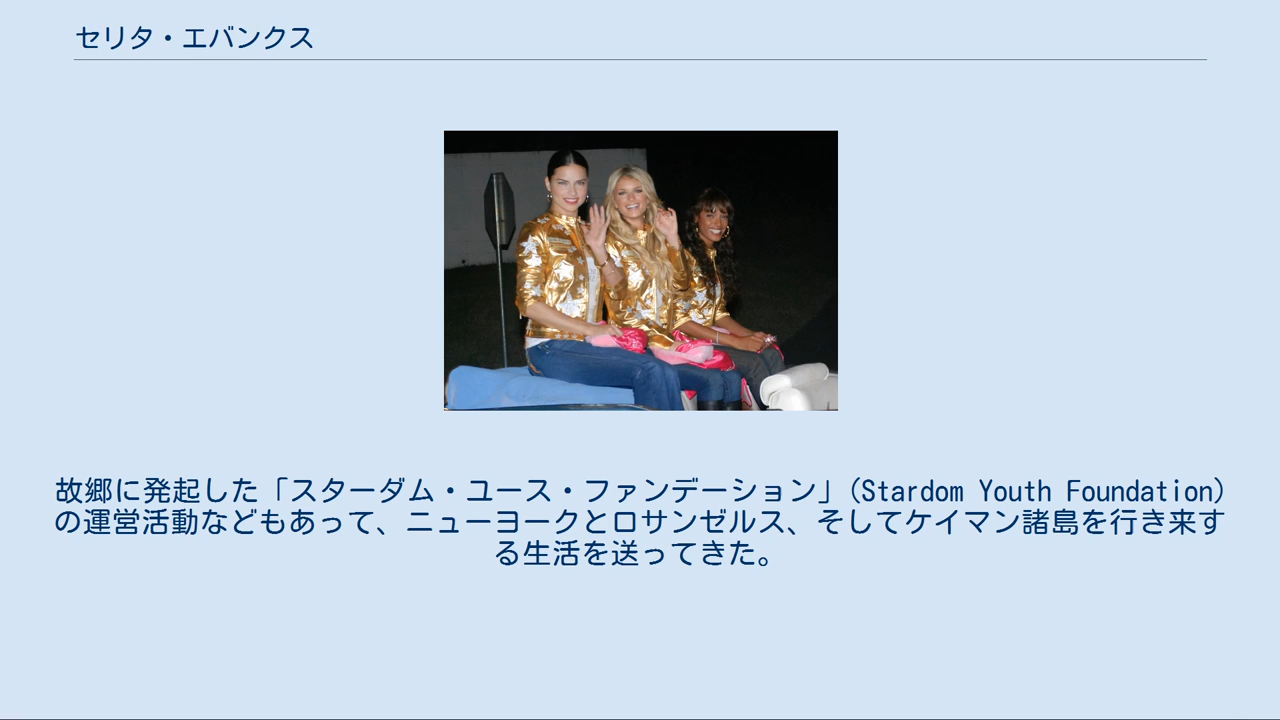 セリタ・エバンクス
故郷に発起した「スターダム・ユース・ファンデーション」(Stardom Youth Foundation)
の運営活動などもあって、ニューヨークとロサンゼルス、そしてケイマン諸島を行き来す
る生活を送ってきた。